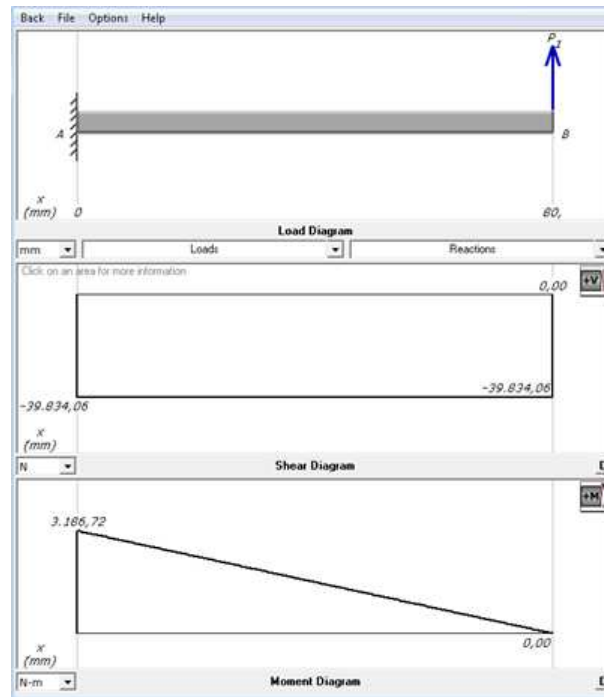 Back File Options Help
P1
A
B
x
(mm) 0 80,
Load Diagram
mm Loads Reactions
Click on an area for more information
+V
0,00
-39.834,06
-39.834,06
x
(mm)
N Shear Diagram
+M
3.186,72
0,00
x
(mm)
N-m Moment Diagram